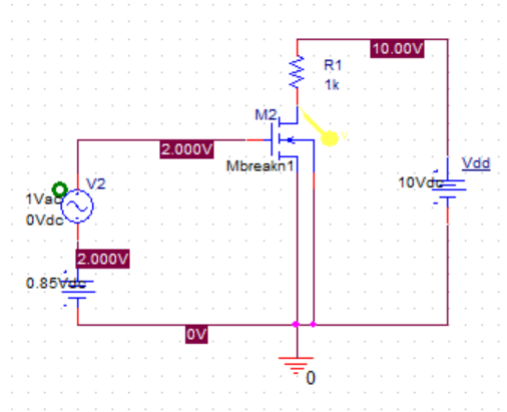 10.00V
R1
1k
M2
2.000V
Mbreakn1
Vdd
10Vdc
V2
1Vac
0Vdc
2.000V
0.85Vdc
0V
0